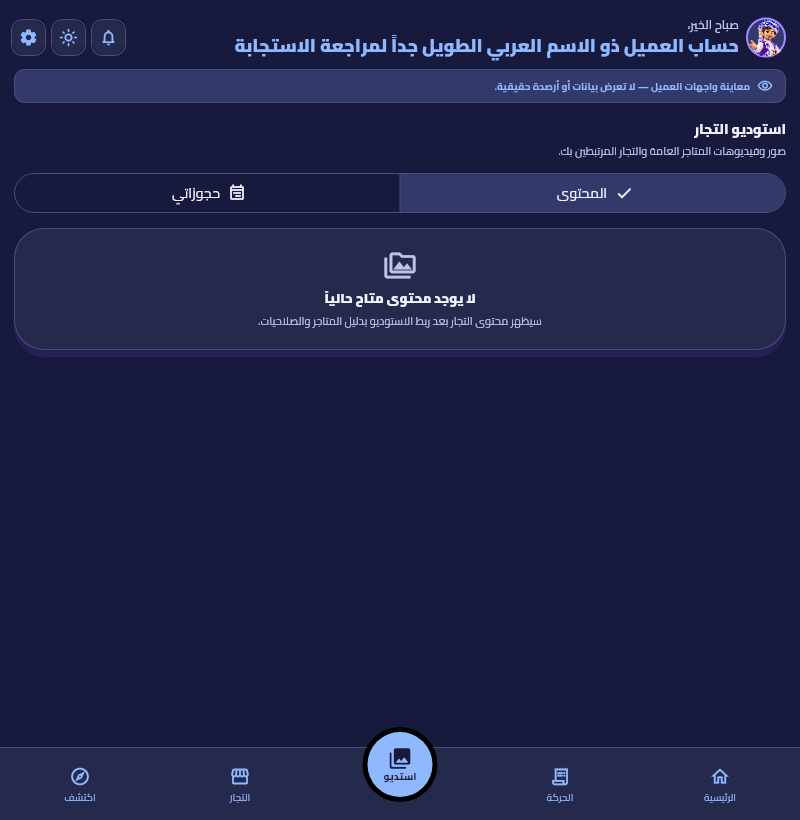 صباح الخير،
حساب العميل ذو الاسم العربي الطويل جداً لمراجعة الاستجابة
معاينة واجهات العميل — لا تعرض بيانات أو أرصدة حقيقية.
استوديو التجار
صور وفيديوهات المتاجر العامة والتجار المرتبطين بك.
المحتوى
حجوزاتي
لا يوجد محتوى متاح حالياً
سيظهر محتوى التجار بعد ربط الاستوديو بدليل المتاجر والصلاحيات.
الرئيسية
الحركة
استديو
التجار
اكتشف